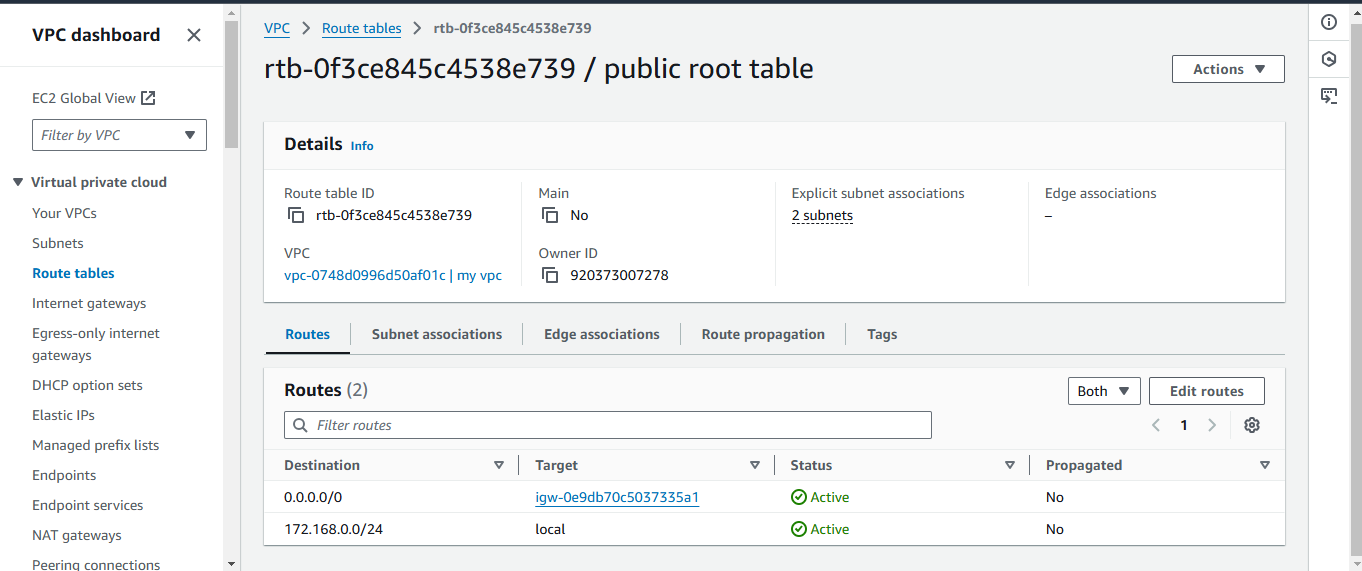 VPC dashboard
EC2 Global View
Filter by VPC
Virtual private cloud
Your VPCs
Subnets
Route tables
Internet gateways
Egress-only internet
gateways
DHCP option sets
Elastic IPs
Managed prefix lists
Endpoints
Endpoint services
NAT gateways
Peering connections
VPC Route tables rtb-0f3ce845c4538e739
rtb-0f3ce845c4538e739 / public root table
Actions
Details Info
Route table ID
rtb-0f3ce845c4538e739
Main
No
Explicit subnet associations
2 subnets
Edge associations
–
VPC
vpc-0748d0996d50af01c | my vpc
Owner ID
920373007278
Routes Subnet associations Edge associations Route propagation Tags
Routes (2)
Both
Edit routes
Filter routes
1
Destination Target Status Propagated
0.0.0.0/0 igw-0e9db70c5037335a1 Active No
172.168.0.0/24 local Active No